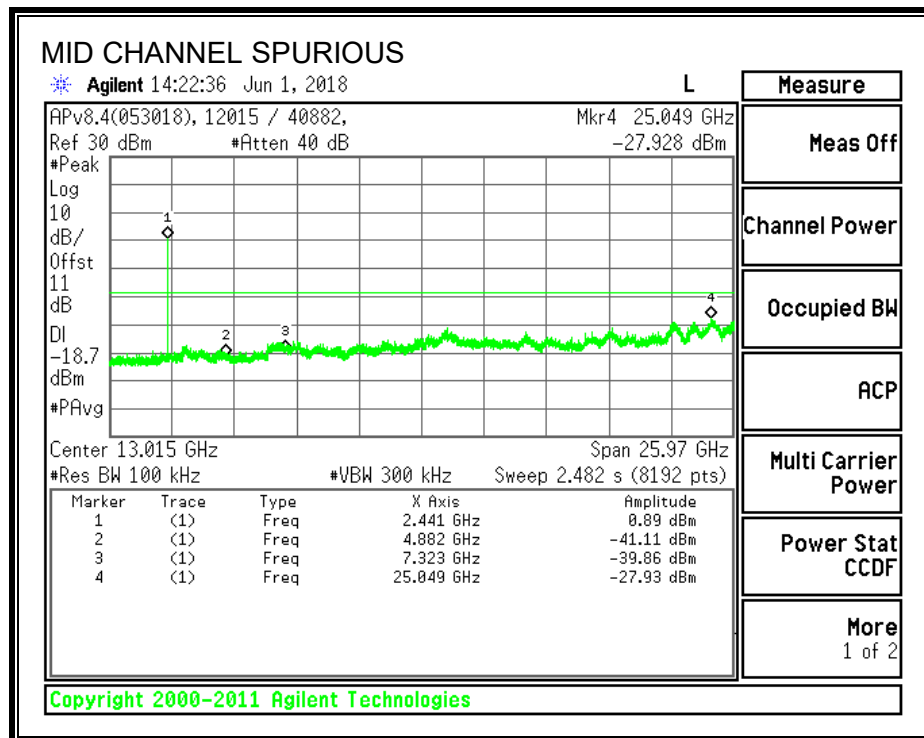 MID CHANNEL SPURIOUS
Agilent 14:22:36 Jun 1, 2018 L
Measure
APv8.4(053018), 12015 / 40882, Mkr4 25.049 GHz
Ref 30 dBm #Atten 40 dB -27.928 dBm
Meas Off
#Peak
Log
10
dB/
Offst
11
dB
DI
-18.7
dBm
#PAvg
1
2
3
4
Channel Power
Occupied BW
ACP
Center 13.015 GHz Span 25.97 GHz
#Res BW 100 kHz #VBW 300 kHz Sweep 2.482 s (8192 pts)
Multi Carrier
Power
Marker Trace Type X Axis Amplitude
1 (1) Freq 2.441 GHz 0.89 dBm
2 (1) Freq 4.882 GHz -41.11 dBm
3 (1) Freq 7.323 GHz -39.86 dBm
4 (1) Freq 25.049 GHz -27.93 dBm
Power Stat
CCDF
More
1 of 2
Copyright 2000-2011 Agilent Technologies